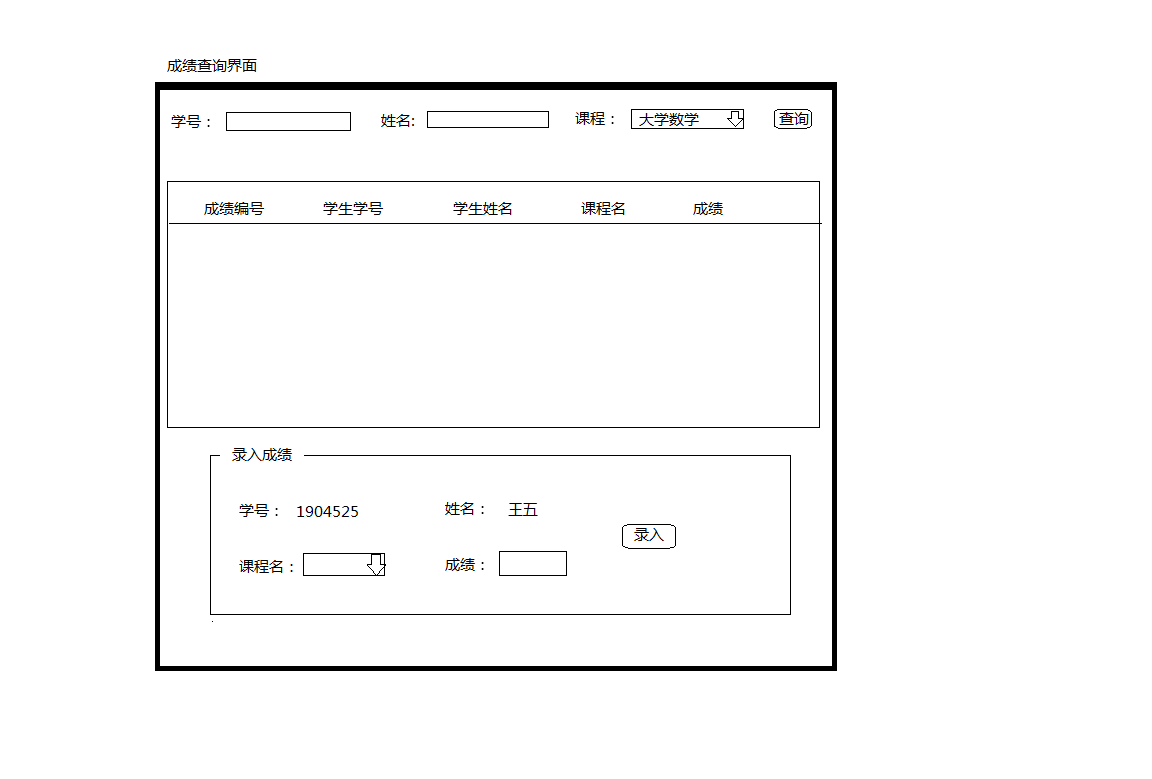 成绩查询界面
学号： 姓名: 课程： 大学数学 查询
成绩编号 学生学号 学生姓名 课程名 成绩
录入成绩
学号： 1904525 姓名： 王五
录入
课程名： 成绩：